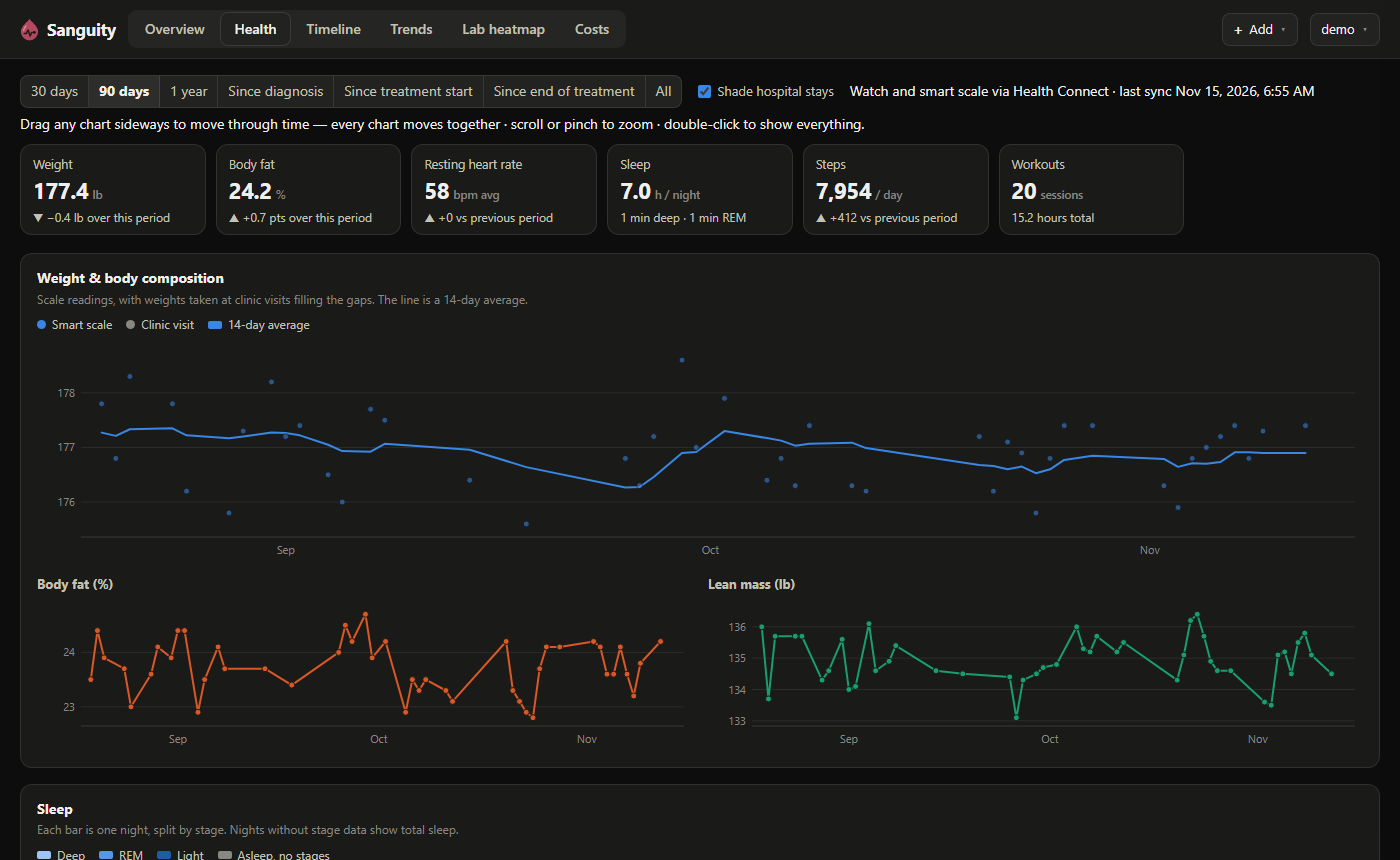 Sanguity Overview Health Timeline Trends Lab heatmap Costs + Add demo
30 days 90 days 1 year Since diagnosis Since treatment start Since end of treatment All Shade hospital stays Watch and smart scale via Health Connect · last sync Nov 15, 2026, 6:55 AM
Drag any chart sideways to move through time — every chart moves together · scroll or pinch to zoom · double-click to show everything.
Weight Body fat Resting heart rate Sleep Steps Workouts
177.4 lb 24.2 % 58 bpm avg 7.0 h / night 7,954 / day 20 sessions
▼ −0.4 lb over this period ▲ +0.7 pts over this period ▲ +0 vs previous period 1 min deep · 1 min REM ▲ +412 vs previous period 15.2 hours total
Weight & body composition
Scale readings, with weights taken at clinic visits filling the gaps. The line is a 14-day average.
Smart scale Clinic visit 14-day average
178
177
176
Sep Oct Nov
Body fat (%) Lean mass (lb)
136
24 135
134
23 133
Sep Oct Nov Sep Oct Nov
Sleep
Each bar is one night, split by stage. Nights without stage data show total sleep.
Deep REM Light Asleep, no stages